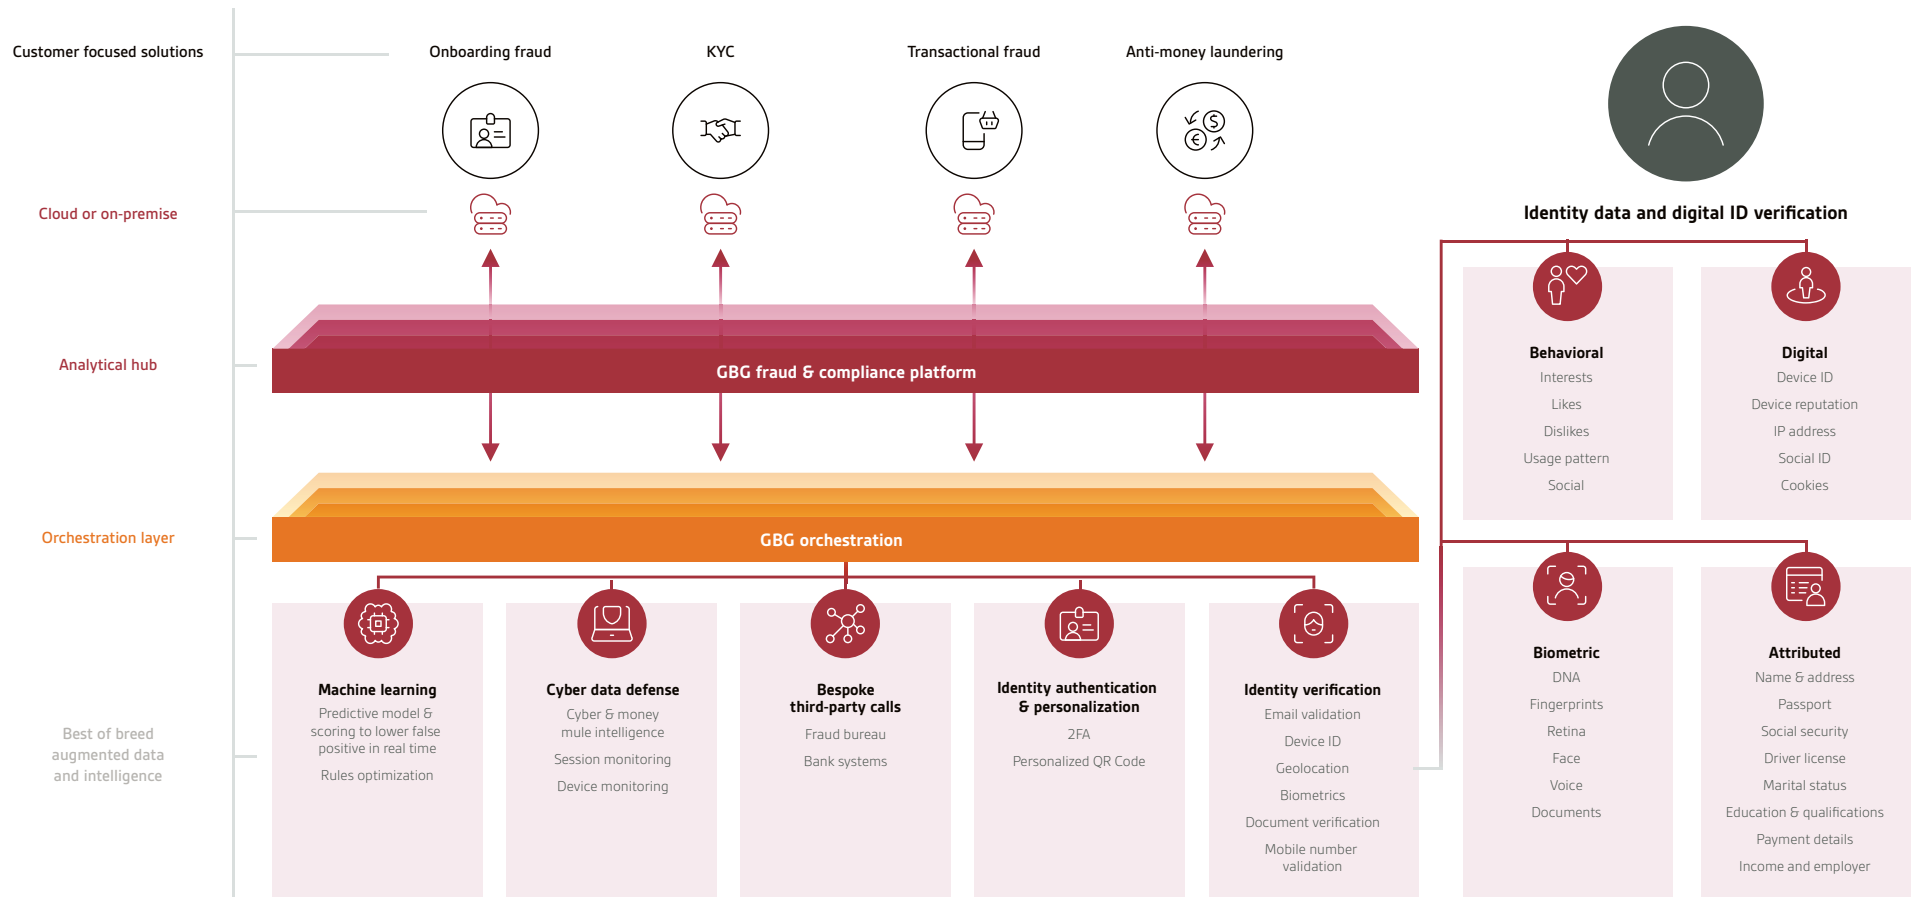 Customer focused solutions
Onboarding fraud
KYC
Transactional fraud
Anti-money laundering
Cloud or on-premise
Analytical hub
GBG fraud & compliance platform
Orchestration layer
GBG orchestration
Best of breed
augmented data
and intelligence
Machine learning
Predictive model &
scoring to lower false
positive in real time
Rules optimization
Cyber data defense
Cyber & money
mule intelligence
Session monitoring
Device monitoring
Bespoke
third-party calls
Fraud bureau
Bank systems
Identity authentication
& personalization
2FA
Personalized QR Code
Identity verification
Email validation
Device ID
Geolocation
Biometrics
Document verification
Mobile number
validation
Identity data and digital ID verification
Behavioral
Interests
Likes
Dislikes
Usage pattern
Social
Digital
Device ID
Device reputation
IP address
Social ID
Cookies
Biometric
DNA
Fingerprints
Retina
Face
Voice
Documents
Attributed
Name & address
Passport
Social security
Driver license
Marital status
Education & qualifications
Payment details
Income and employer